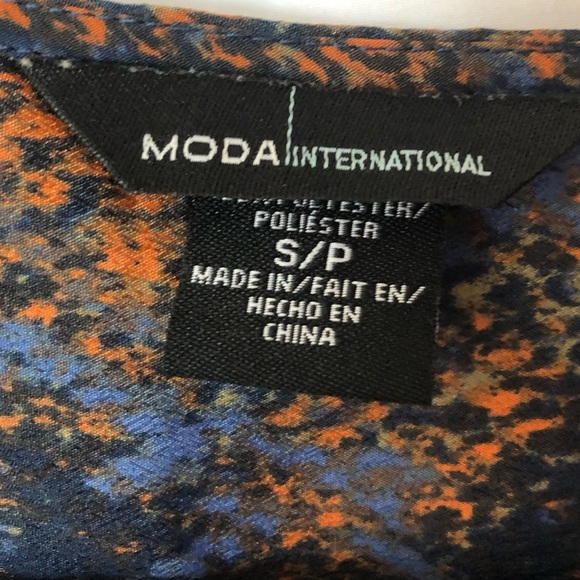 MODA INTERNATIONAL
POLIÉSTER
S/P
MADE IN/FAIT EN/
HECHO EN
CHINA